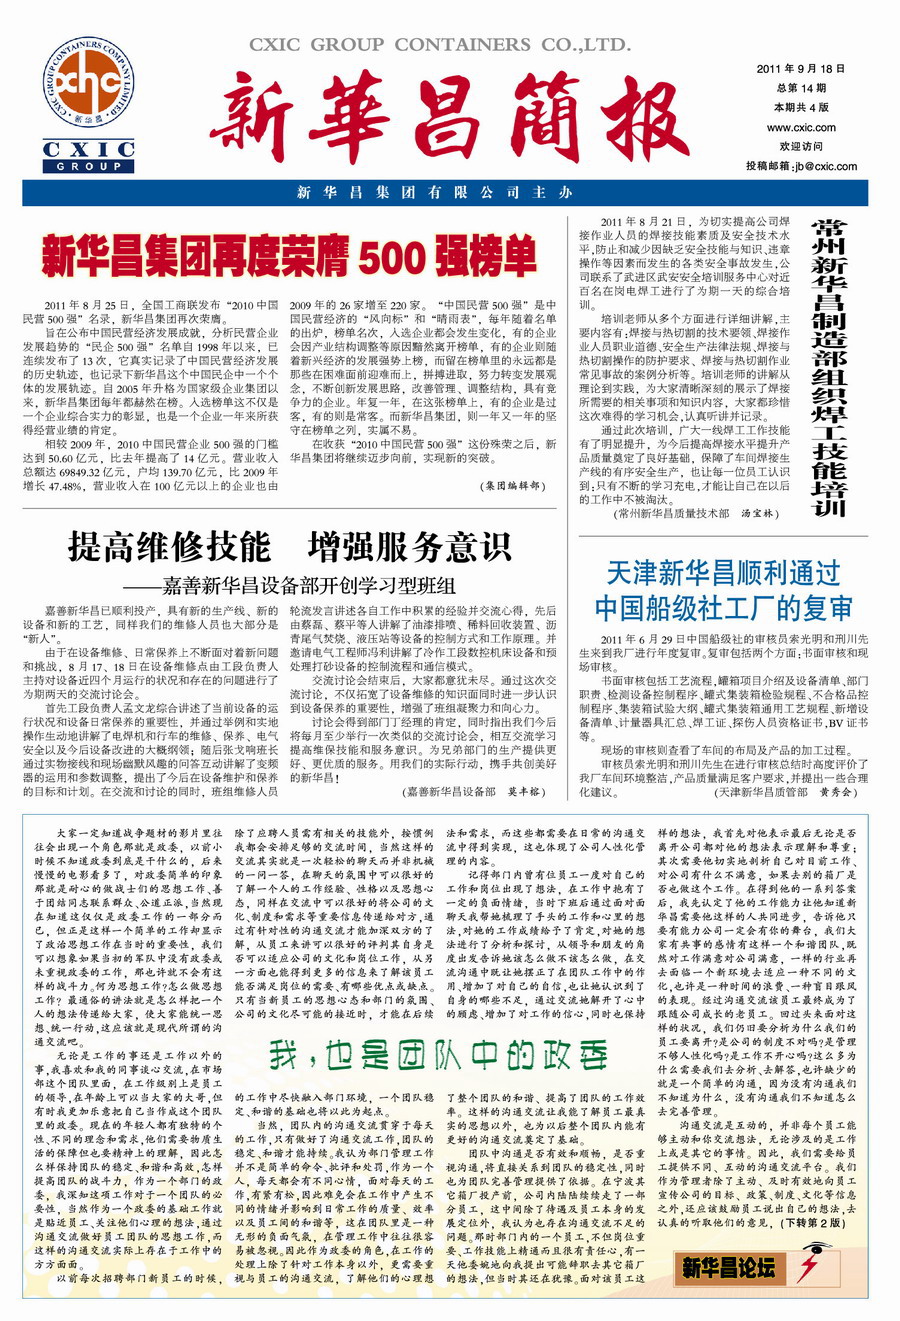 CXIC GROUP CONTAINERS CO.,LTD.
CXIC
GROUP
新華昌簡报
2011 年 9 月 18 日
总第 14 期
本期共 4 版
www.cxic.com
欢迎访问
投稿邮箱:jb@cxic.com
新华昌集团有限公司主办
新华昌集团再度荣膺 500 强榜单
2011 年 8 月 25 日，全国工商联发布“2010 中国
民营 500 强”名录，新华昌集团再次荣膺。
旨在公布中国民营经济发展成就，分析民营企业
发展趋势的“民企 500 强”名单自 1998 年以来，已
连续发布了 13 次，它真实记录了中国民营经济发展
的历史轨迹，也记录下新华昌这个中国民企中一个个
体的发展轨迹。自 2005 年升格为国家级企业集团以
来，新华昌集团每年都赫然在榜。入选榜单这不仅是
一个企业综合实力的彰显，也是一个企业一年来所获
得经营业绩的肯定。
相较 2009 年，2010 中国民营企业 500 强的门槛
达到 50.60 亿元，比去年提高了 14 亿元。营业收入
总额达 69849.32 亿元，户均 139.70 亿元，比 2009 年
增长 47.48%，营业收入在 100 亿元以上的企业也由
2009 年的 26 家增至 220 家。“中国民营 500 强”是中
国民营经济的“风向标”和“晴雨表”，每年随着名单
的出炉，榜单名次，入选企业都会发生变化，有的企业
会因产业结构调整等原因黯然离开榜单，有的企业则随
着新兴经济的发展强势上榜，而留在榜单里的永远都是
那些在困难面前迎难而上，拼搏进取，努力转变发展观
念，不断创新发展思路，改善管理、调整结构，具有竞
争力的企业。年复一年，在这张榜单上，有的企业是过
客，有的则是常客。而新华昌集团，则一年又一年的坚
守在榜单之列，实属不易。
在收获“2010 中国民营 500 强”这份殊荣之后，新
华昌集团将继续迈步向前，实现新的突破。
(集团编辑部)
2011 年 8 月 21 日，为切实提高公司焊
接作业人员的焊接技能素质及安全技术水
平,防止和减少因缺乏安全技能与知识、违章
操作等因素而发生的各类安全事故发生,公
司联系了武进区武安安全培训服务中心对近
百名在岗电焊工进行了为期一天的综合培
训。
培训老师从多个方面进行详细讲解,主
要内容有:焊接与热切割的技术要领、焊接作
业人员职业道德、安全生产法律法规、焊接与
热切割操作的防护要求、焊接与热切割作业
常见事故的案例分析等。培训老师的讲解从
理论到实践，为大家清晰深刻的展示了焊接
所需要的相关事项和知识内容，大家都珍惜
这次难得的学习机会,认真听讲并记录。
通过此次培训，广大一线焊工工作技能
有了明显提升，为今后提高焊接水平提升产
品质量奠定了良好基础，保障了车间焊接生
产线的有序安全生产，也让每一位员工认识
到:只有不断的学习充电,才能让自己在以后
的工作中不被淘汰。
(常州新华昌质量技术部 汤宝林)
常州新华昌制造部组织焊工技能培训
提高维修技能 增强服务意识
——嘉善新华昌设备部开创学习型班组
嘉善新华昌已顺利投产，具有新的生产线、新的
设备和新的工艺，同样我们的维修人员也大部分是
“新人”。
由于在设备维修、日常保养上不断面对着新问题
和挑战，8 月 17、18 日在设备维修点由工段负责人
主持对设备近四个月运行的状况和存在的问题进行了
为期两天的交流讨论会。
首先工段负责人孟文龙综合讲述了当前设备的运
行状况和设备日常保养的重要性，并通过举例和实地
操作生动地讲解了电焊机和行车的维修、保养、电气
安全以及今后设备改进的大概纲领；随后张戈响班长
通过实物接线和现场幽默风趣的问答互动讲解了变频
器的运用和参数调整，提出了今后在设备维护和保养
的目标和计划。在交流和讨论的同时，班组维修人员
轮流发言讲述各自工作中积累的经验并交流心得，先后
由蔡磊、蔡平等人讲解了油漆排喷、稀料回收装置、沥
青尾气焚烧、液压站等设备的控制方式和工作原理。并
邀请电气工程师冯利讲解了冷作工段数控机床设备和预
处理打砂设备的控制流程和通信模式。
交流讨论会结束后，大家都意犹未尽。通过这次交
流讨论，不仅拓宽了设备维修的知识面同时进一步认识
到设备保养的重要性，增强了班组凝聚力和向心力。
讨论会得到部门丁经理的肯定，同时指出我们今后
将每月至少举行一次类似的交流讨论会，相互交流学习
提高维保技能和服务意识。为兄弟部门的生产提供更
好、更优质的服务。用我们的实际行动，携手共创美好
的新华昌！
(嘉善新华昌设备部 莫丰榕)
天津新华昌顺利通过
中国船级社工厂的复审
2011 年 6 月 29 日中国船级社的审核员索光明和刑川先
生来到我厂进行年度复审。复审包括两个方面:书面审核和现
场审核。
书面审核包括工艺流程,罐箱项目介绍及设备清单、部门
职责、检测设备控制程序、罐式集装箱检验规程、不合格品控
制程序、集装箱试验大纲、罐式集装箱通用工艺规程、新增设
备清单、计量器具汇总、焊工证、探伤人员资格证书,BV 证书
等。
现场的审核则查看了车间的布局及产品的加工过程。
审核员索光明和刑川先生在进行审核总结时高度评价了
我厂车间环境整洁,产品质量满足客户要求,并提出一些合理
化建议。 (天津新华昌质管部 黄秀会)
大家一定知道战争题材的影片里往
往会出现一个角色那就是政委，以前小
时候不知道政委到底是干什么的，后来
慢慢的电影看多了，对政委简单的印象
那就是耐心的做战士们的思想工作、善
于团结同志联系群众、公道正派,当然现
在知道这仅仅是政委工作的一部分而
已，但正是这样一个简单的工作却显示
了政治思想工作在当时的重要性，我们
可以想象如果当初的军队中没有政委或
未重视政委的工作，那也许就不会有这
样的战斗力。何为思想工作?怎么做思想
工作？最通俗的讲法就是怎么样把一个
人的想法传递给大家，使大家能统一思
想、统一行动,这应该就是现代所谓的沟
通交流吧。
无论是工作的事还是工作以外的
事,我喜欢和我的同事谈心交流,在市场
部这个团队里面，在工作级别上是员工
的领导,在年龄上可以当大家的大哥,但
有时我更加乐意把自己当作成这个团队
里的政委。现在的年轻人都有独特的个
性、不同的理念和需求,他们需要物质生
活的保障但也要精神上的理解，因此怎
么样保持团队的稳定、和谐和高效,怎样
提高团队的战斗力，作为一个部门的政
委，我深知这项工作对于一个团队的必
要性，当然作为一个政委的基础工作就
是贴近员工、关注他们心理的想法,通过
沟通交流做好员工团队的思想工作,而
这样的沟通交流实际上存在于工作中的
方方面面。
以前每次招聘部门新员工的时候，
除了应聘人员需有相关的技能外，按惯例
我都会安排足够的交流时间，当然这样的
交流其实就是一次轻松的聊天而并非机械
的一问一答，在聊天的氛围中可以很好的
了解一个人的工作经验、性格以及思想心
态，同样在交流中可以很好的将公司的文
化、制度和需求等重要信息传递给对方,通
过有针对性的沟通交流才能加深双方的了
解，从员工来讲可以很好的评判其自身是
否可以适应公司的文化和岗位工作，从另
一方面也能得到更多的信息来了解该员工
能否满足岗位的需要、有哪些优点或缺点。
只有当新员工的思想心态和部门的氛围、
公司的文化尽可能的接近时，才能在后续
我，也是团队中的政委
的工作中尽快融入部门环境，一个团队稳
定、和谐的基础也将以此为起点。
当然，团队内的沟通交流贯穿于每天
的工作,只有做好了沟通交流工作,团队的
稳定、和谐才能持续。我认为部门管理工作
并不是简单的命令、批评和处罚,作为一个
人，每天都会有不同心情，面对每天的工
作,有紧有松,因此难免会在工作中产生不
同的情绪并影响到日常工作的质量、效率
以及员工间的和谐等，这在团队里是一种
无形的负面气氛，在管理工作中往往很容
易被忽视。因此作为政委的角色,在工作的
处理上除了针对工作本身以外，更需要重
视与员工的沟通交流，了解他们的心理想
法和需求，而这些都需要在日常的沟通交
流中得到实现，这也体现了公司人性化管
理的内容。
记得部门内曾有位员工一度对自己的
工作和岗位出现了想法，在工作中抱有了
一定的负面情绪，当时下班后通过面对面
聊天我帮她梳理了手头的工作和心里的想
法,对她的工作成绩给予了肯定,对她的想
法进行了分析和探讨，从领导和朋友的角
度出发告诉她该怎么做不该怎么做，在交
流沟通中既让她摆正了在团队工作中的作
用、增加了对自己的自信,也让她认识到了
自身的哪些不足，通过交流她解开了心中
的顾虑、增加了对工作的信心,同时也保持
了整个团队的和谐、提高了团队的工作效
率。这样的沟通交流让我能了解员工最真
实的思想以外，也为以后整个团队内能有
更好的沟通交流奠定了基础。
团队中沟通是否有效和顺畅，是否重
视沟通,将直接关系到团队的稳定性,同时
也为团队完善管理提供了依据。在宁波其
它箱厂投产前，公司内陆陆续续走了一部
分员工，这中间除了待遇及员工本身的发
展定位外，我认为也存在沟通交流不足的
问题。那时部门内的一个员工,不但岗位重
要、工作技能上精通而且很有责任心,有一
天他委婉地向我提出可能辞职去其它箱厂
的想法,但当时其还在犹豫。面对该员工这
样的想法，我首先对他表示最后无论是否
离开公司都对他的想法表示理解和尊重；
其次需要他切实地剖析自己对目前工作、
对公司有什么不满意，如果去别的箱厂是
否也做这个工作。在得到他的一系列答案
后，我先认定了他的工作能力让他知道新
华昌需要他这样的人共同进步，告诉他只
要有能力公司一定会有你的舞台，我们大
家有共事的感情有这样一个和谐团队,既
然对工作满意对公司满意，一样的行业再
去面临一个新环境去适应一种不同的文
化,也许是一种时间的浪费、一种盲目跟风
的表现。经过沟通交流该员工最终成为了
跟随公司成长的老员工。回过头来面对这
样的状况，我们仍旧要分析为什么我们的
员工要离开?是公司的制度不对吗?是管理
不够人性化吗?是工作不开心吗?这么多为
什么需要我们去分析、去解答,也许缺少的
就是一个简单的沟通，因为没有沟通我们
不知道为什么，没有沟通我们不知道怎么
去完善管理。
沟通交流是互动的，并非每个员工能
够主动和你交流想法，无论涉及的是工作
上或是其它的事情。因此，我们需要给员
工提供不同、互动的沟通交流平台。我们
作为管理者除了主动、及时有效地向员工
宣传公司的目标、政策、制度、文化等信息
之外,还应该鼓励员工说出自己的想法,去
认真的听取他们的意见，(下转第 2 版)
新华昌论坛